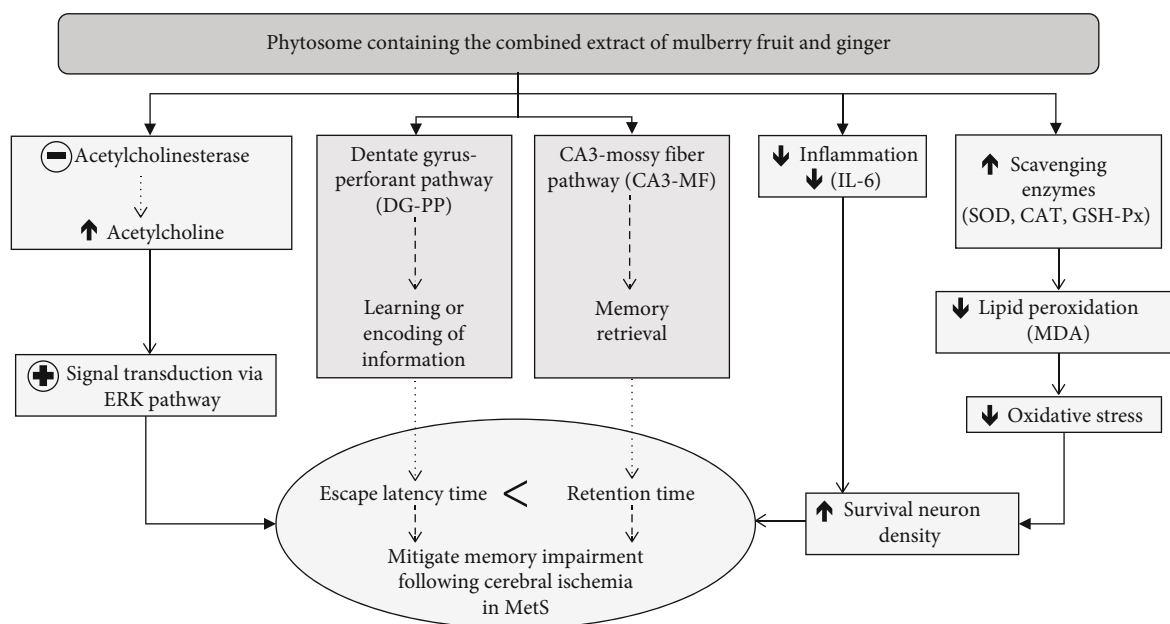 Phytosome containing the combined extract of mulberry fruit and ginger
Acetylcholinesterase
Acetylcholine
Signal transduction via
ERK pathway
Dentate gyrus-
perforant pathway
(DG-PP)
Learning or
encoding of
information
CA3-mossy fiber
pathway (CA3-MF)
Memory
retrieval
Inflammation
(IL-6)
Scavenging
enzymes
(SOD, CAT, GSH-Px)
Lipid peroxidation
(MDA)
Oxidative stress
Survival neuron
density
Escape latency time < Retention time
Mitigate memory impairment
following cerebral ischemia
in MetS